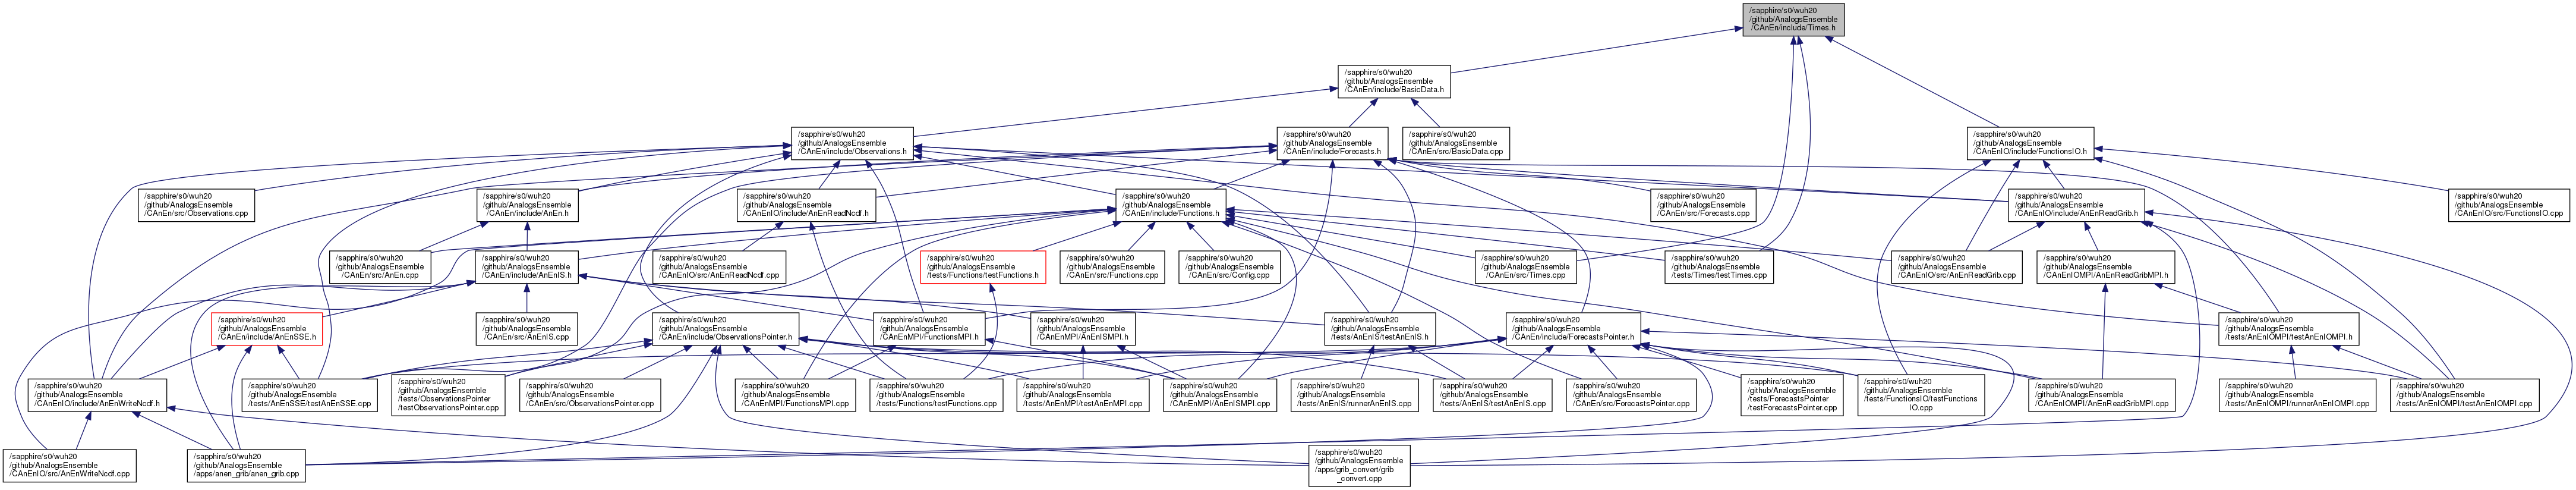 /sapphire/s0/wuh20
/github/AnalogsEnsemble
/CAnEn/include/Times.h
/sapphire/s0/wuh20
/github/AnalogsEnsemble
/CAnEn/include/BasicData.h
/sapphire/s0/wuh20
/github/AnalogsEnsemble
/CAnEn/include/Observations.h
/sapphire/s0/wuh20
/github/AnalogsEnsemble
/CAnEn/include/Forecasts.h
/sapphire/s0/wuh20
/github/AnalogsEnsemble
/CAnEn/src/BasicData.cpp
/sapphire/s0/wuh20
/github/AnalogsEnsemble
/CAnEnIO/include/FunctionsIO.h
/sapphire/s0/wuh20
/github/AnalogsEnsemble
/CAnEn/src/Observations.cpp
/sapphire/s0/wuh20
/github/AnalogsEnsemble
/CAnEn/include/AnEn.h
/sapphire/s0/wuh20
/github/AnalogsEnsemble
/CAnEnIO/include/AnEnReadNcdf.h
/sapphire/s0/wuh20
/github/AnalogsEnsemble
/CAnEn/include/Functions.h
/sapphire/s0/wuh20
/github/AnalogsEnsemble
/CAnEn/src/Forecasts.cpp
/sapphire/s0/wuh20
/github/AnalogsEnsemble
/CAnEnIO/include/AnEnReadGrib.h
/sapphire/s0/wuh20
/github/AnalogsEnsemble
/CAnEnIO/src/FunctionsIO.cpp
/sapphire/s0/wuh20
/github/AnalogsEnsemble
/CAnEn/src/AnEn.cpp
/sapphire/s0/wuh20
/github/AnalogsEnsemble
/CAnEn/include/AnEnIS.h
/sapphire/s0/wuh20
/github/AnalogsEnsemble
/CAnEnIO/src/AnEnReadNcdf.cpp
/sapphire/s0/wuh20
/github/AnalogsEnsemble
/tests/Functions/testFunctions.h
/sapphire/s0/wuh20
/github/AnalogsEnsemble
/CAnEn/src/Functions.cpp
/sapphire/s0/wuh20
/github/AnalogsEnsemble
/CAnEn/src/Config.cpp
/sapphire/s0/wuh20
/github/AnalogsEnsemble
/CAnEn/src/Times.cpp
/sapphire/s0/wuh20
/github/AnalogsEnsemble
/tests/Times/testTimes.cpp
/sapphire/s0/wuh20
/github/AnalogsEnsemble
/CAnEnIO/src/AnEnReadGrib.cpp
/sapphire/s0/wuh20
/github/AnalogsEnsemble
/CAnEnIOMPI/AnEnReadGribMPI.h
/sapphire/s0/wuh20
/github/AnalogsEnsemble
/CAnEn/include/AnEnSSE.h
/sapphire/s0/wuh20
/github/AnalogsEnsemble
/CAnEn/src/AnEnIS.cpp
/sapphire/s0/wuh20
/github/AnalogsEnsemble
/CAnEn/include/ObservationsPointer.h
/sapphire/s0/wuh20
/github/AnalogsEnsemble
/CAnEnMPI/FunctionsMPI.h
/sapphire/s0/wuh20
/github/AnalogsEnsemble
/CAnEnMPI/AnEnISMPI.h
/sapphire/s0/wuh20
/github/AnalogsEnsemble
/tests/AnEnIS/testAnEnIS.h
/sapphire/s0/wuh20
/github/AnalogsEnsemble
/CAnEn/include/ForecastsPointer.h
/sapphire/s0/wuh20
/github/AnalogsEnsemble
/tests/AnEnIOMPI/testAnEnIOMPI.h
/sapphire/s0/wuh20
/github/AnalogsEnsemble
/CAnEnIO/include/AnEnWriteNcdf.h
/sapphire/s0/wuh20
/github/AnalogsEnsemble
/tests/AnEnSSE/testAnEnSSE.cpp
/sapphire/s0/wuh20
/github/AnalogsEnsemble
/tests/ObservationsPointer
/testObservationsPointer.cpp
/sapphire/s0/wuh20
/github/AnalogsEnsemble
/CAnEn/src/ObservationsPointer.cpp
/sapphire/s0/wuh20
/github/AnalogsEnsemble
/CAnEnMPI/FunctionsMPI.cpp
/sapphire/s0/wuh20
/github/AnalogsEnsemble
/tests/Functions/testFunctions.cpp
/sapphire/s0/wuh20
/github/AnalogsEnsemble
/tests/AnEnMPI/testAnEnMPI.cpp
/sapphire/s0/wuh20
/github/AnalogsEnsemble
/CAnEnMPI/AnEnISMPI.cpp
/sapphire/s0/wuh20
/github/AnalogsEnsemble
/tests/AnEnIS/runnerAnEnIS.cpp
/sapphire/s0/wuh20
/github/AnalogsEnsemble
/tests/AnEnIS/testAnEnIS.cpp
/sapphire/s0/wuh20
/github/AnalogsEnsemble
/CAnEn/src/ForecastsPointer.cpp
/sapphire/s0/wuh20
/github/AnalogsEnsemble
/tests/ForecastsPointer
/testForecastsPointer.cpp
/sapphire/s0/wuh20
/github/AnalogsEnsemble
/tests/FunctionsIO/testFunctions
IO.cpp
/sapphire/s0/wuh20
/github/AnalogsEnsemble
/CAnEnIOMPI/AnEnReadGribMPI.cpp
/sapphire/s0/wuh20
/github/AnalogsEnsemble
/tests/AnEnIOMPI/runnerAnEnIOMPI.cpp
/sapphire/s0/wuh20
/github/AnalogsEnsemble
/tests/AnEnIOMPI/testAnEnIOMPI.cpp
/sapphire/s0/wuh20
/github/AnalogsEnsemble
/CAnEnIO/src/AnEnWriteNcdf.cpp
/sapphire/s0/wuh20
/github/AnalogsEnsemble
/apps/anen_grib/anen_grib.cpp
/sapphire/s0/wuh20
/github/AnalogsEnsemble
/apps/grib_convert/grib
_convert.cpp